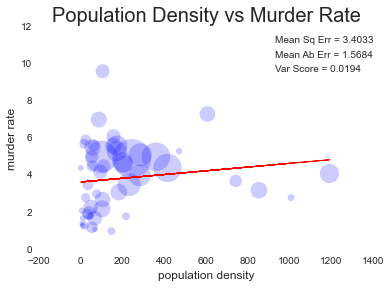 Population Density vs Murder Rate
Mean Sq Err = 3.4033
Mean Ab Err = 1.5684
Var Score = 0.0194
12
10
8
6
4
2
0
murder rate
−200
0
200
400
600
800
1000
1200
1400
population density